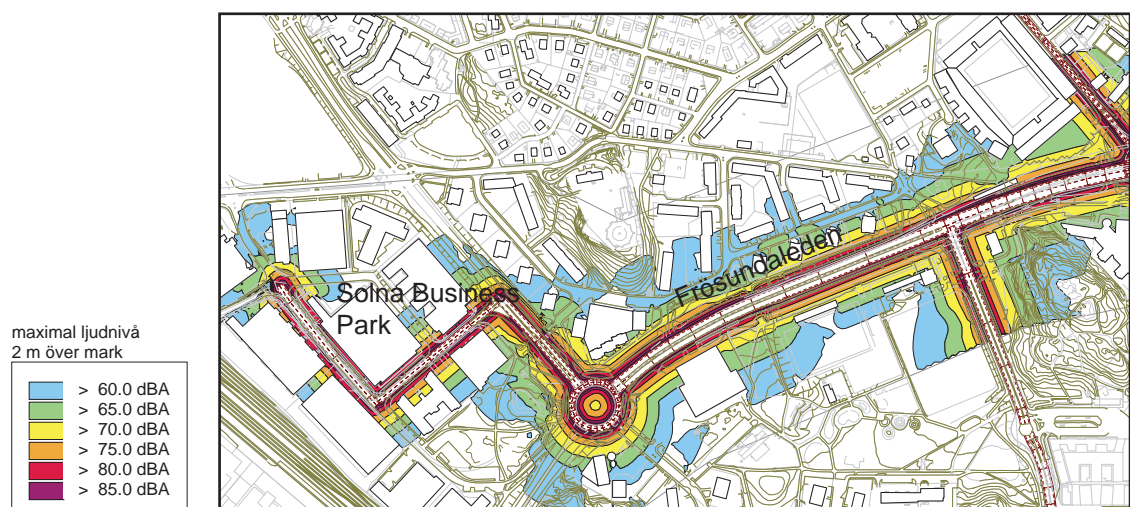 maximal ljudnivå
2 m över mark
> 60.0 dBA
> 65.0 dBA
> 70.0 dBA
> 75.0 dBA
> 80.0 dBA
> 85.0 dBA
Solna Business
Park
Frösundaleden